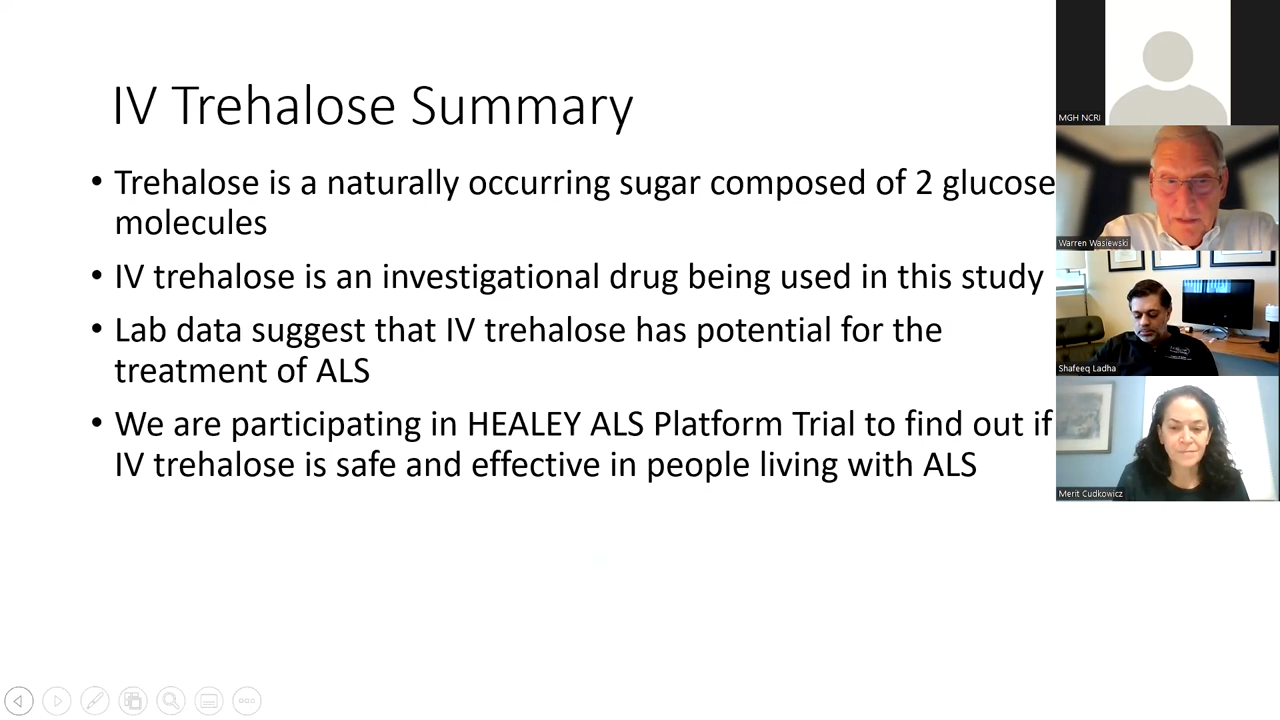 IV Trehalose Summary
• Trehalose is a naturally occurring sugar composed of 2 glucose
molecules
• IV trehalose is an investigational drug being used in this study
• Lab data suggest that IV trehalose has potential for the
treatment of ALS
• We are participating in HEALEY ALS Platform Trial to find out if
IV trehalose is safe and effective in people living with ALS
MGH NCRI
Warren Wasiewski
Shafeeq Ladha
Merit Cudkowicz